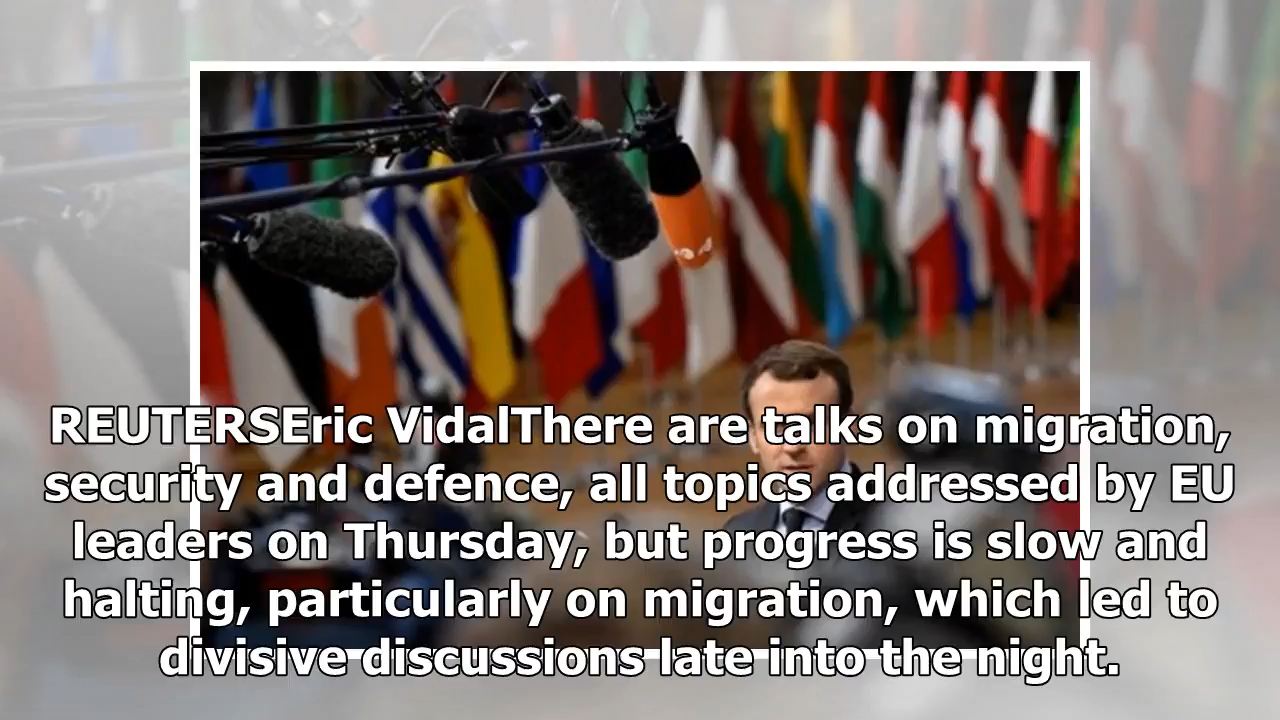 REUTERSEric VidalThere are talks on migration,
security and defence, all topics addressed by EU
leaders on Thursday, but progress is slow and
halting, particularly on migration, which led to
divisive discussions late into the night.